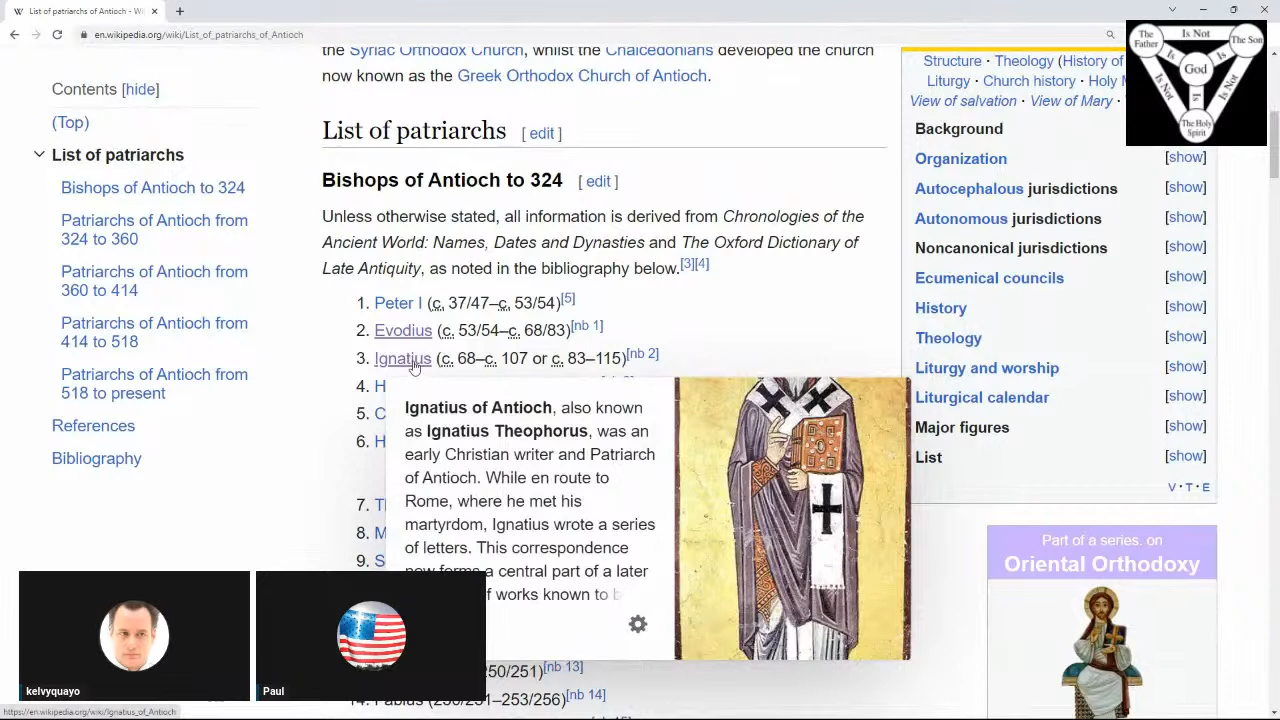 List of patriarchs of Antioch - Wi
en.wikipedia.org/wiki/List_of_patriarchs_of_Antioch
The Father
Is Not
The Son
Is
Is
God
Is Not
Is
Is Not
The Holy Spirit
Contents [hide]
(Top)
List of patriarchs
Bishops of Antioch to 324
Patriarchs of Antioch from
324 to 360
Patriarchs of Antioch from
360 to 414
Patriarchs of Antioch from
414 to 518
Patriarchs of Antioch from
518 to present
References
Bibliography
the Syriac Orthodox Church, the Chalcedonians developed the church
now known as the Greek Orthodox Church of Antioch.
List of patriarchs [ edit ]
Bishops of Antioch to 324 [ edit ]
Unless otherwise stated, all information is derived from Chronologies of the
Ancient World: Names, Dates and Dynasties and The Oxford Dictionary of
Late Antiquity, as noted in the bibliography below.[3][4]
1. Peter I (c. 37/47–c. 53/54)[5]
2. Evodius (c. 53/54–c. 68/83)[nb 1]
3. Ignatius (c. 68–c. 107 or c. 83–115)[nb 2]
4. H
5. C
6. H
7. T
8. M
9. S
Ignatius of Antioch, also known
as Ignatius Theophorus, was an
early Christian writer and Patriarch
of Antioch. While en route to
Rome, where he met his
martyrdom, Ignatius wrote a series
of letters. This correspondence
now forms a central part of a later
of works known to b
250/251)[nb 13]
14. Fabius (250/251–253/256)[nb 14]
Structure · Theology (History of
Liturgy · Church history · Holy
View of salvation · View of Mary ·
Background
Organization [show]
Autocephalous jurisdictions [show]
Autonomous jurisdictions [show]
Noncanonical jurisdictions [show]
Ecumenical councils [show]
History [show]
Theology [show]
Liturgy and worship [show]
Liturgical calendar [show]
Major figures [show]
List [show]
V · T · E
Part of a series. on
Oriental Orthodoxy
kelvyquayo
Paul
https://en.wikipedia.org/wiki/Ignatius_of_Antioch